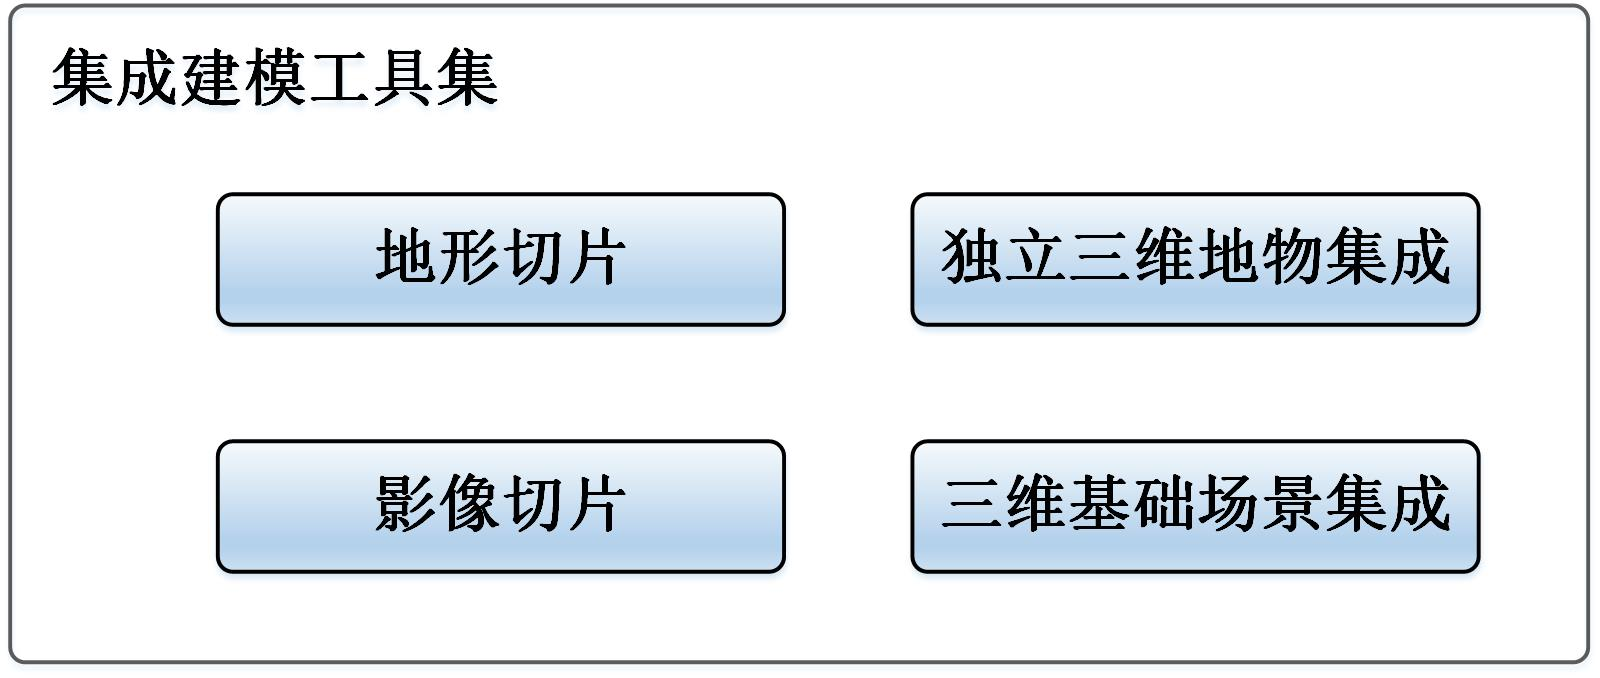 集成建模工具集
地形切片
独立三维地物集成
影像切片
三维基础场景集成